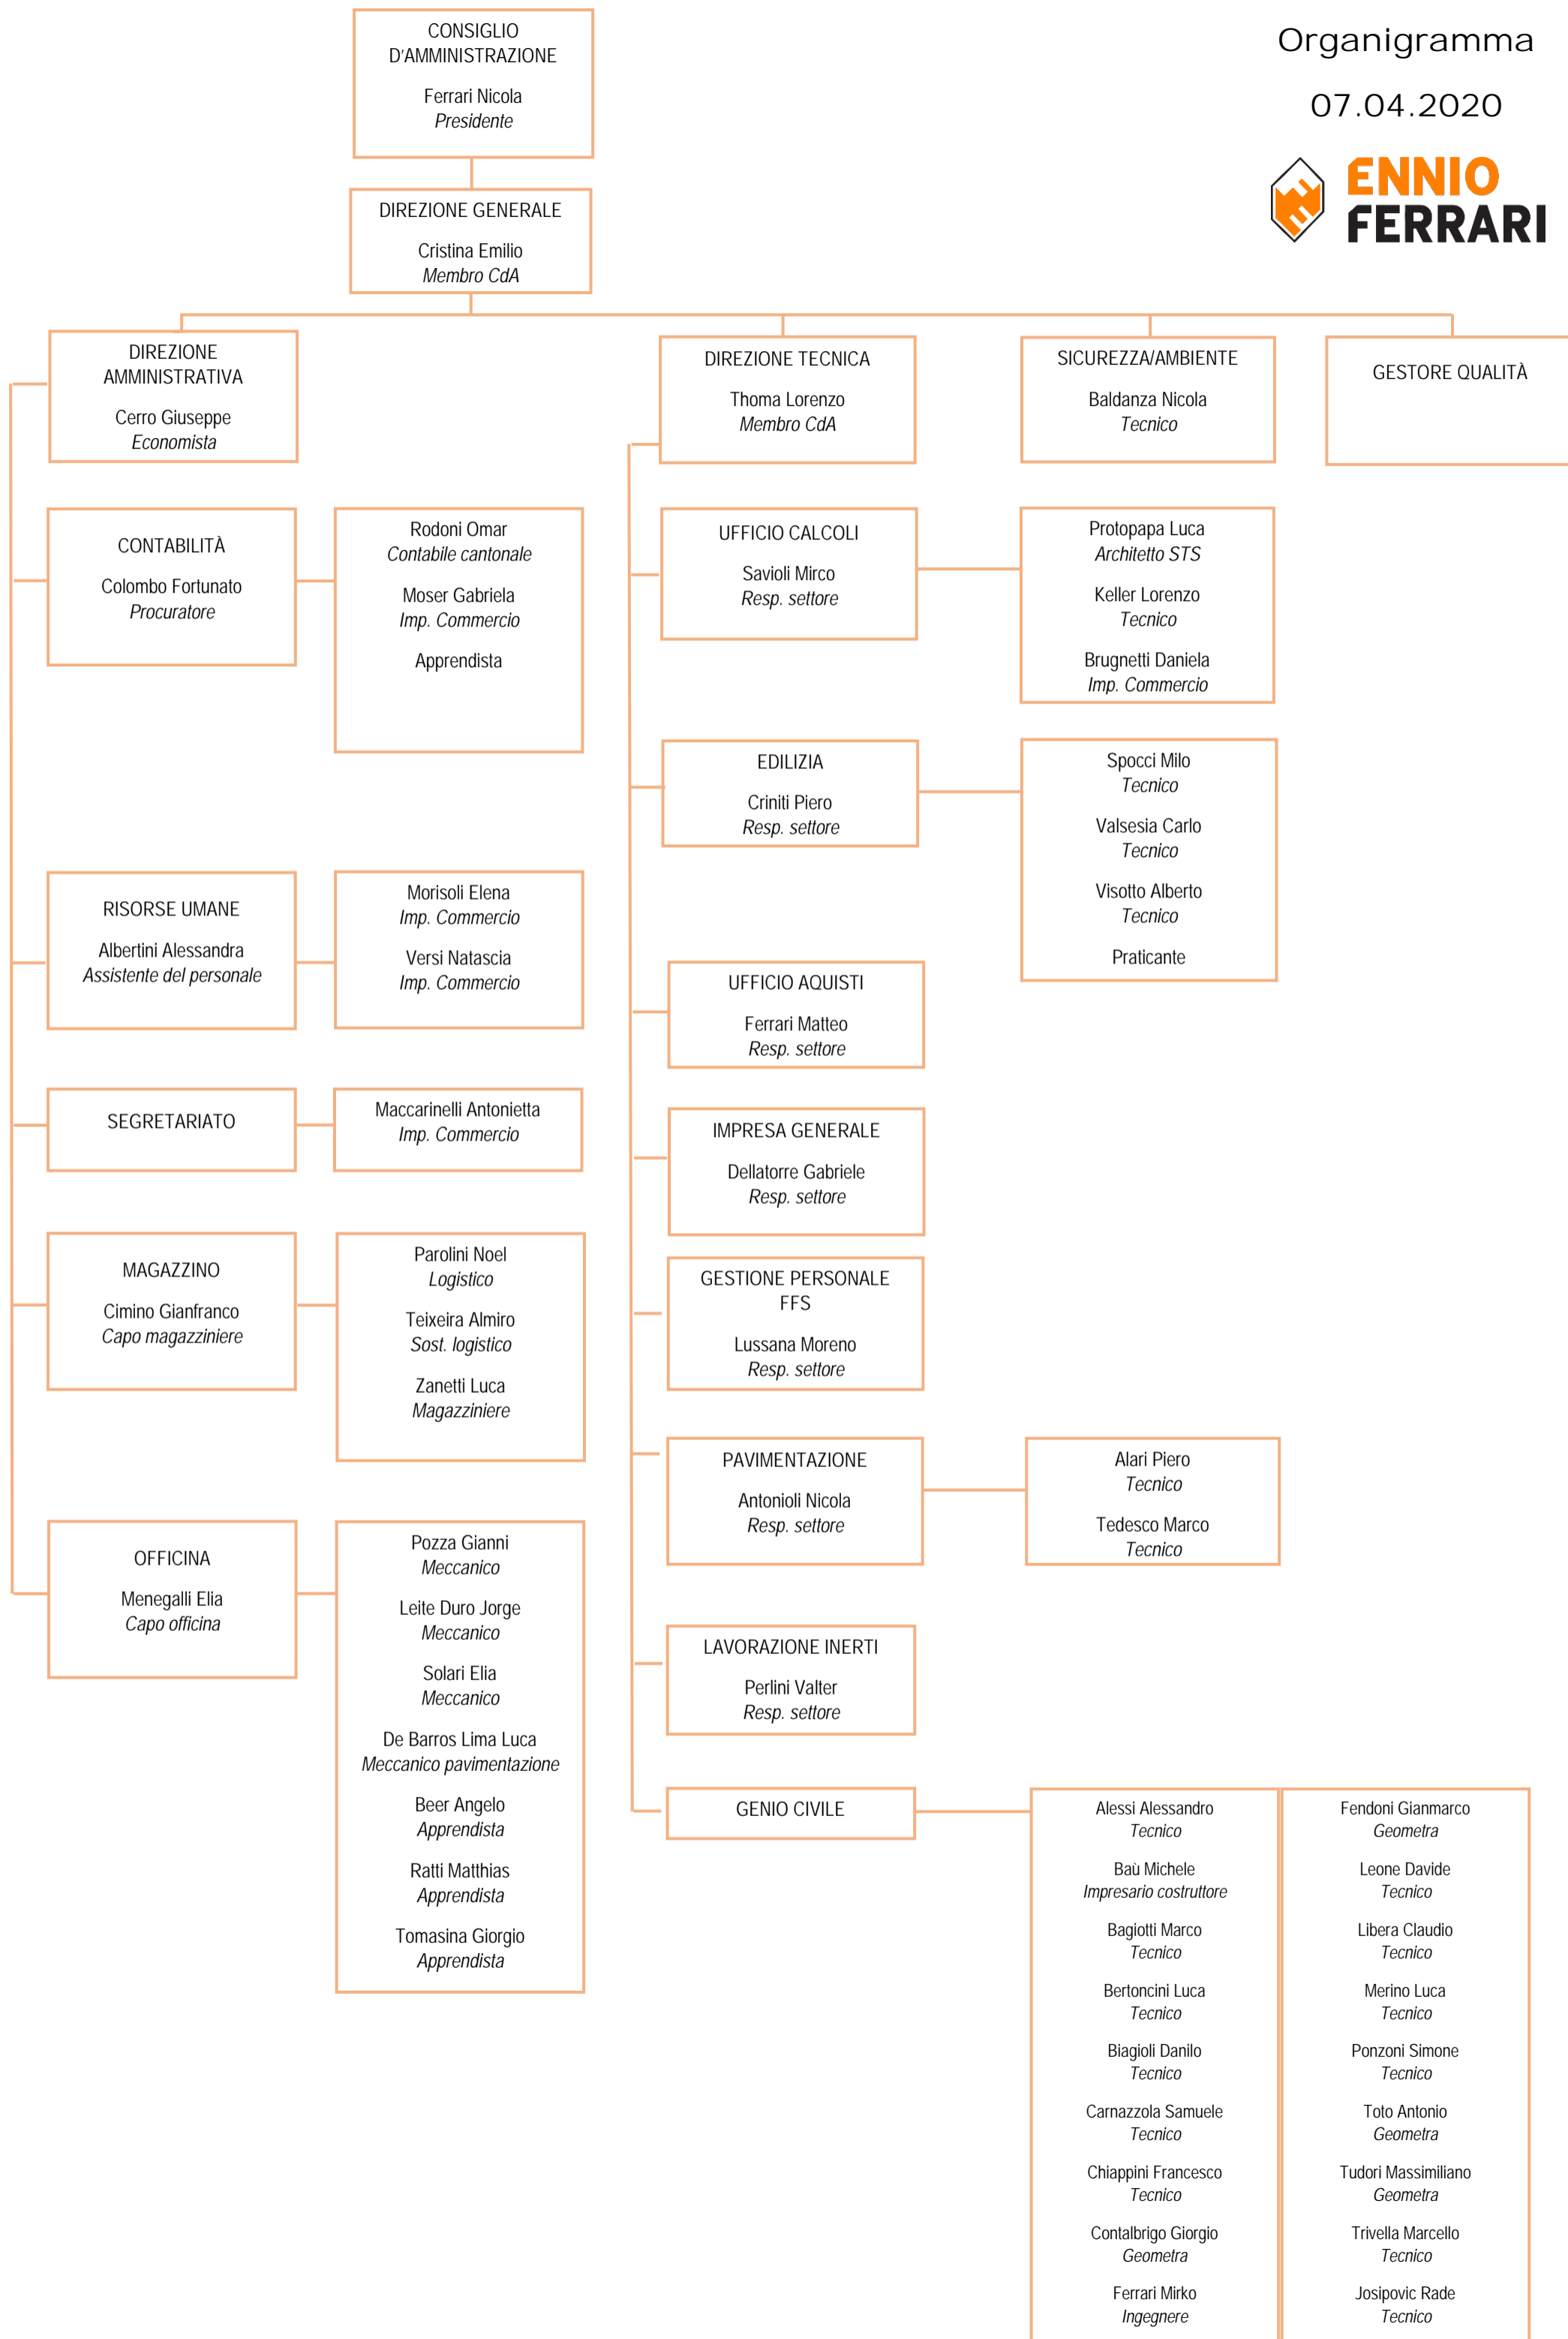 Organigramma
07.04.2020
ENNIO
FERRARI
CONSIGLIO
D'AMMINISTRAZIONE
Ferrari Nicola
Presidente
DIREZIONE GENERALE
Cristina Emilio
Membro CdA
DIREZIONE
AMMINISTRATIVA
Cerro Giuseppe
Economista
DIREZIONE TECNICA
Thoma Lorenzo
Membro CdA
SICUREZZA/AMBIENTE
Baldanza Nicola
Tecnico
GESTORE QUALITÀ
CONTABILITÀ
Colombo Fortunato
Procuratore
Rodoni Omar
Contabile cantonale
Moser Gabriela
Imp. Commercio
Apprendista
RISORSE UMANE
Albertini Alessandra
Assistente del personale
Morisoli Elena
Imp. Commercio
Versi Natascia
Imp. Commercio
SEGRETARIATO
Maccarinelli Antonietta
Imp. Commercio
MAGAZZINO
Cimino Gianfranco
Capo magazziniere
Parolini Noel
Logistico
Teixeira Almiro
Sost. logistico
Zanetti Luca
Magazziniere
OFFICINA
Menegalli Elia
Capo officina
Pozza Gianni
Meccanico
Leite Duro Jorge
Meccanico
Solari Elia
Meccanico
De Barros Lima Luca
Meccanico pavimentazione
Beer Angelo
Apprendista
Ratti Matthias
Apprendista
Tomasina Giorgio
Apprendista
UFFICIO CALCOLI
Savioli Mirco
Resp. settore
Protopapa Luca
Architetto STS
Keller Lorenzo
Tecnico
Brugnetti Daniela
Imp. Commercio
EDILIZIA
Criniti Piero
Resp. settore
Spocci Milo
Tecnico
Valsesia Carlo
Tecnico
Visotto Alberto
Tecnico
Praticante
UFFICIO AQUISTI
Ferrari Matteo
Resp. settore
IMPRESA GENERALE
Dellatorre Gabriele
Resp. settore
GESTIONE PERSONALE
FFS
Lussana Moreno
Resp. settore
PAVIMENTAZIONE
Antonioli Nicola
Resp. settore
Alari Piero
Tecnico
Tedesco Marco
Tecnico
LAVORAZIONE INERTI
Perlini Valter
Resp. settore
GENIO CIVILE
Alessi Alessandro
Tecnico
Baù Michele
Impresario costruttore
Bagiotti Marco
Tecnico
Bertoncini Luca
Tecnico
Biagioli Danilo
Tecnico
Carnazzola Samuele
Tecnico
Chiappini Francesco
Tecnico
Contalbrigo Giorgio
Geometra
Ferrari Mirko
Ingegnere
Fendoni Gianmarco
Geometra
Leone Davide
Tecnico
Libera Claudio
Tecnico
Merino Luca
Tecnico
Ponzoni Simone
Tecnico
Toto Antonio
Geometra
Tudori Massimiliano
Geometra
Trivella Marcello
Tecnico
Josipovic Rade
Tecnico